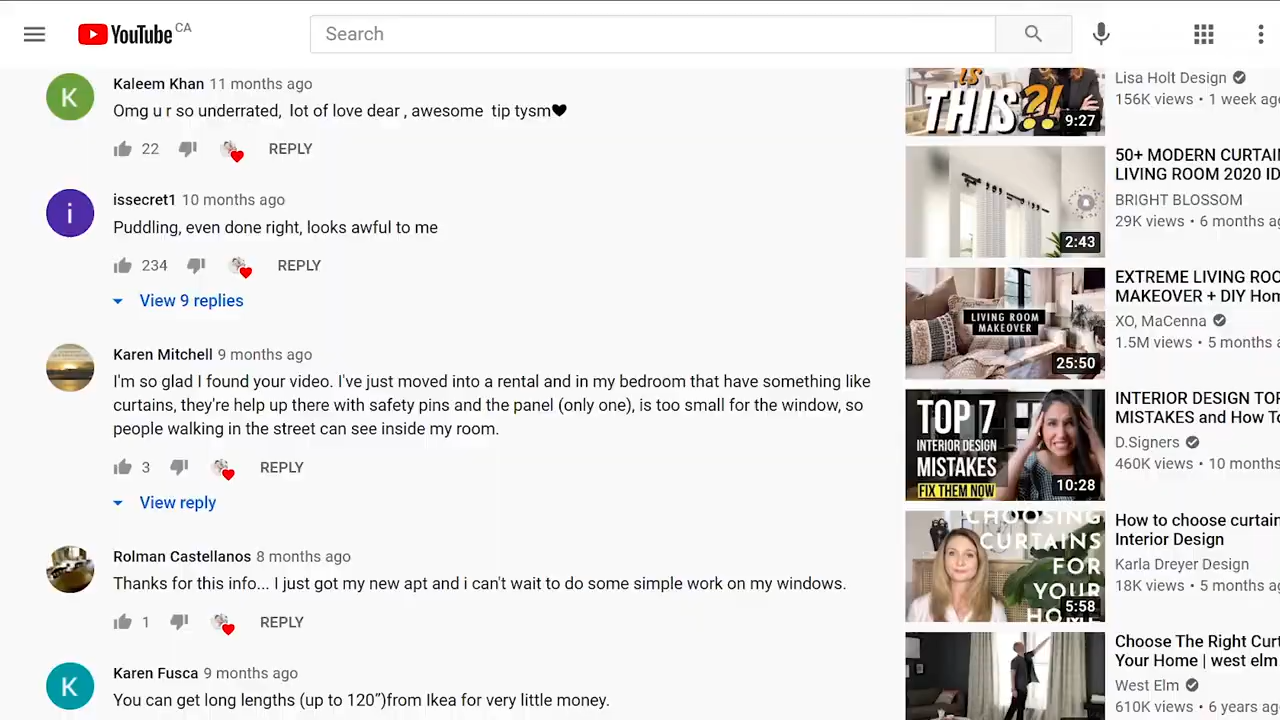 YouTube CA
Search
K
Kaleem Khan 11 months ago
Omg u r so underrated, lot of love dear , awesome tip tysm🖤
22 REPLY
i
issecret1 10 months ago
Puddling, even done right, looks awful to me
234 REPLY
View 9 replies
Karen Mitchell 9 months ago
I'm so glad I found your video. I've just moved into a rental and in my bedroom that have something like
curtains, they're help up there with safety pins and the panel (only one), is too small for the window, so
people walking in the street can see inside my room.
3 REPLY
View reply
Rolman Castellanos 8 months ago
Thanks for this info... I just got my new apt and i can't wait to do some simple work on my windows.
1 REPLY
K
Karen Fusca 9 months ago
You can get long lengths (up to 120”)from Ikea for very little money.
IS
THIS?!
9:27
Lisa Holt Design
156K views • 1 week ago
2:43
50+ MODERN CURTAI
LIVING ROOM 2020 ID
BRIGHT BLOSSOM
29K views • 6 months ag
LIVING ROOM
MAKEOVER
25:50
EXTREME LIVING ROO
MAKEOVER + DIY Hom
XO, MaCenna
1.5M views • 5 months a
TOP 7
INTERIOR DESIGN
MISTAKES
FIX THEM NOW
10:28
INTERIOR DESIGN TOP
MISTAKES and How To
D.Signers
460K views • 10 months
CHOOSING
CURTAINS
FOR
YOUR
HOME
5:58
How to choose curtain
Interior Design
Karla Dreyer Design
18K views • 5 months ag
Choose The Right Curt
Your Home | west elm
West Elm
610K views • 6 years ag